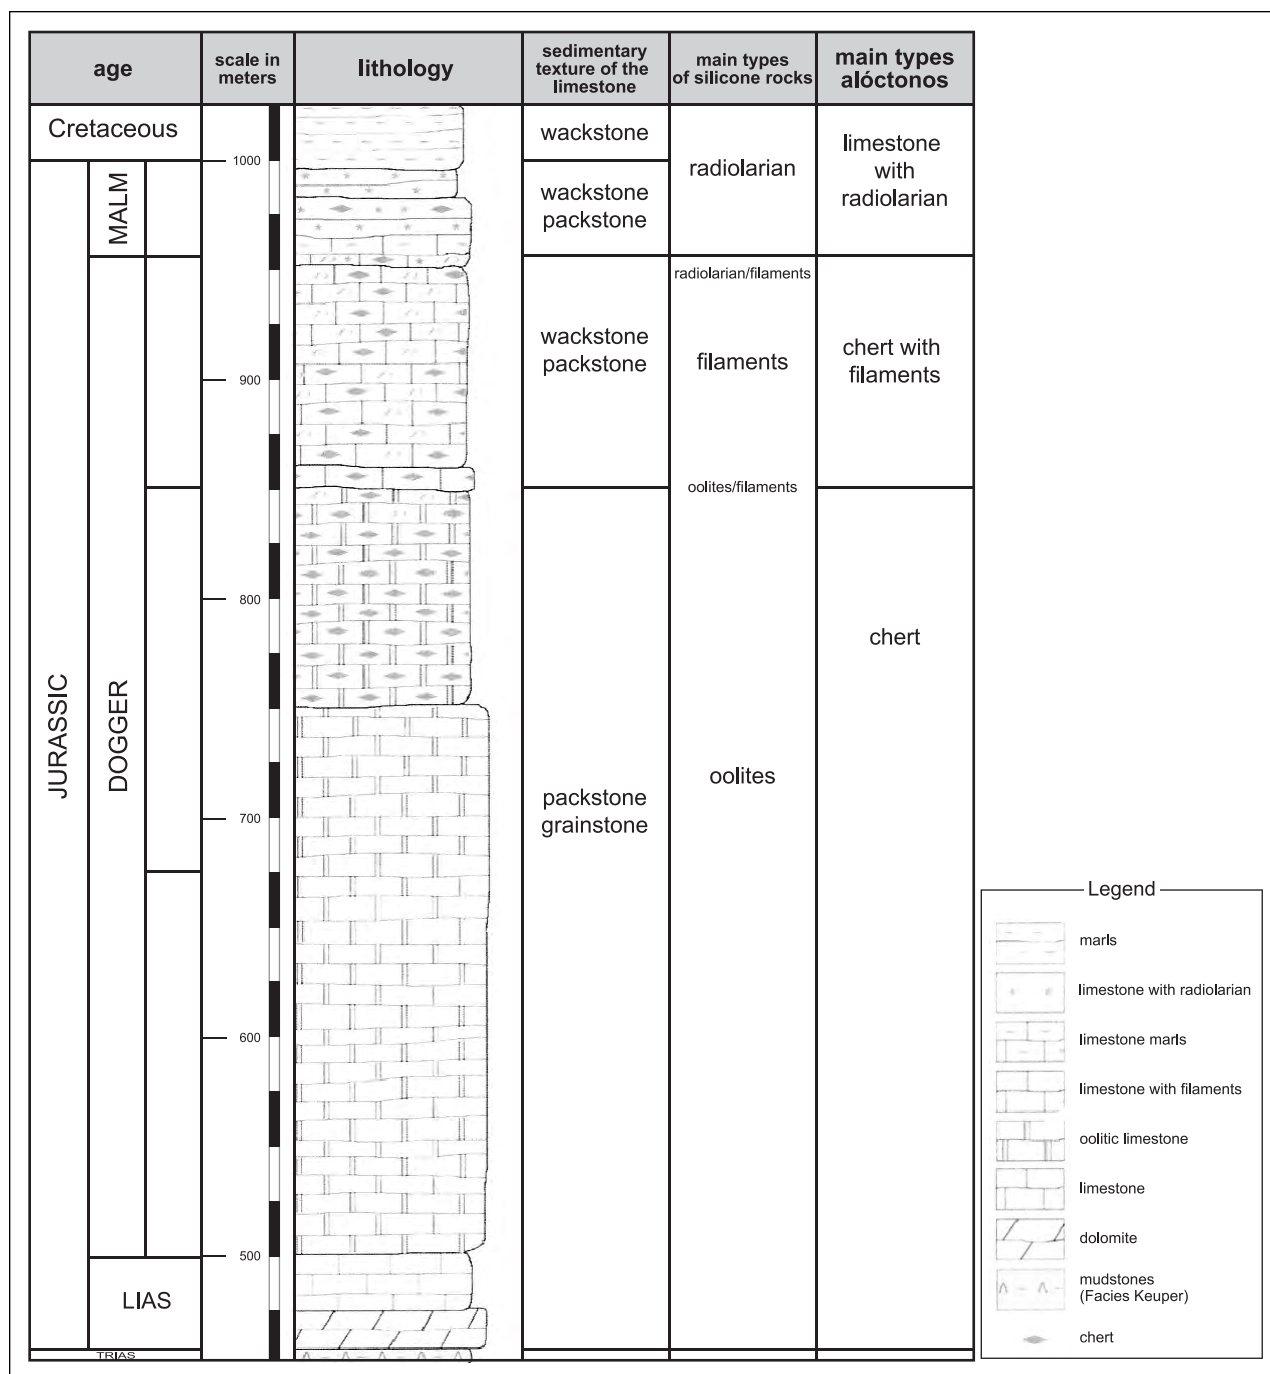 age
scale in
meters
lithology
sedimentary
texture of the
limestone
main types
of silicone rocks
main types
alóctonos
Cretaceous
wackstone
radiolarian
limestone
with
radiolarian
1000
MALM
wackstone
packstone
radiolarian/filaments
wackstone
packstone
filaments
chert with
filaments
900
oolites/filaments
800
chert
JURASSIC
DOGGER
700
oolites
packstone
grainstone
600
500
LIAS
TRIAS
Legend
marls
limestone with radiolarian
limestone marls
limestone with filaments
oolitic limestone
limestone
dolomite
mudstones
(Facies Keuper)
chert